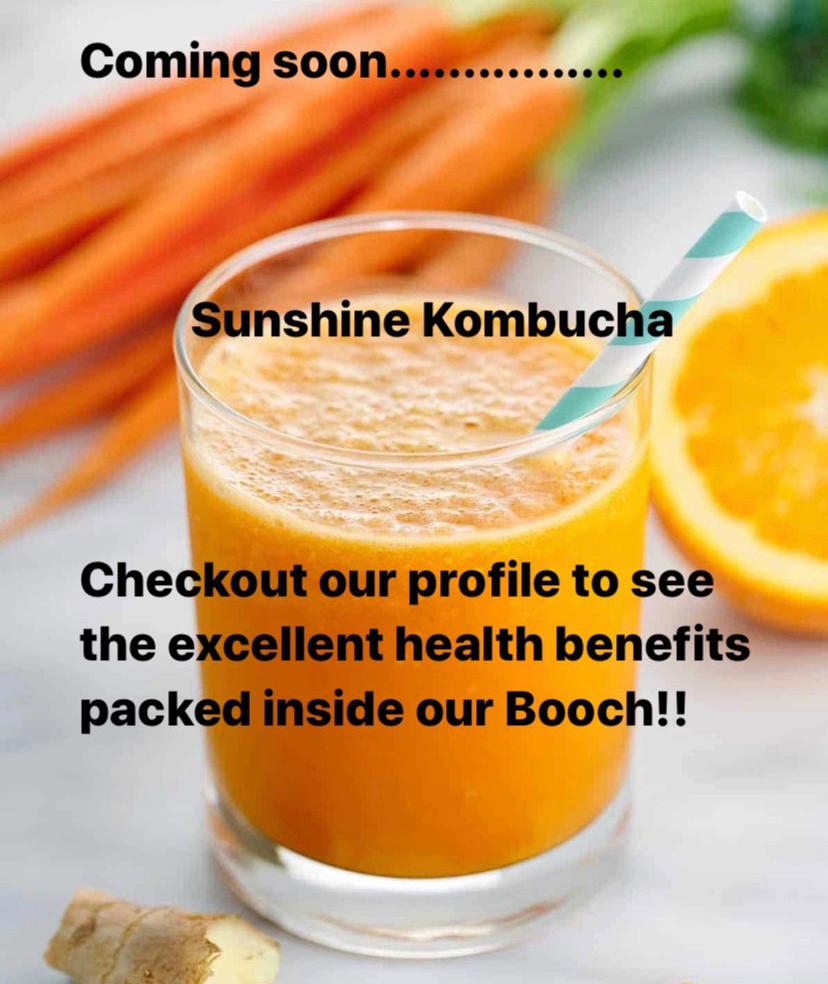 Coming soon................
Sunshine Kombucha
Checkout our profile to see
the excellent health benefits
packed inside our Booch!!